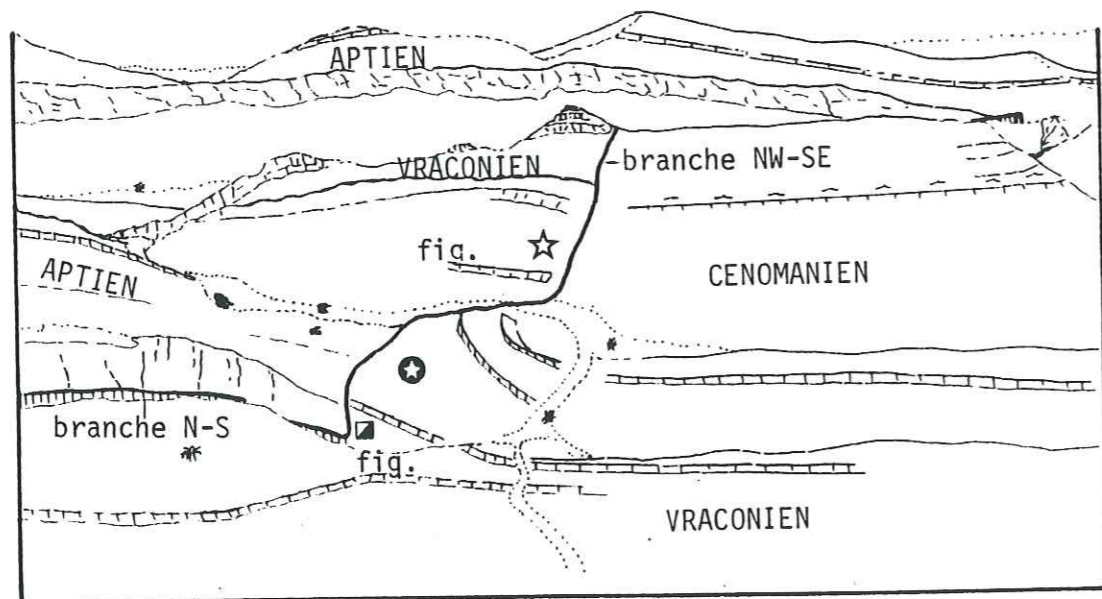 APTIEN
VRACONIEN
branche NW-SE
fig.
APTIEN
CENOMANIEN
branche N-S
fig.
VRACONIEN